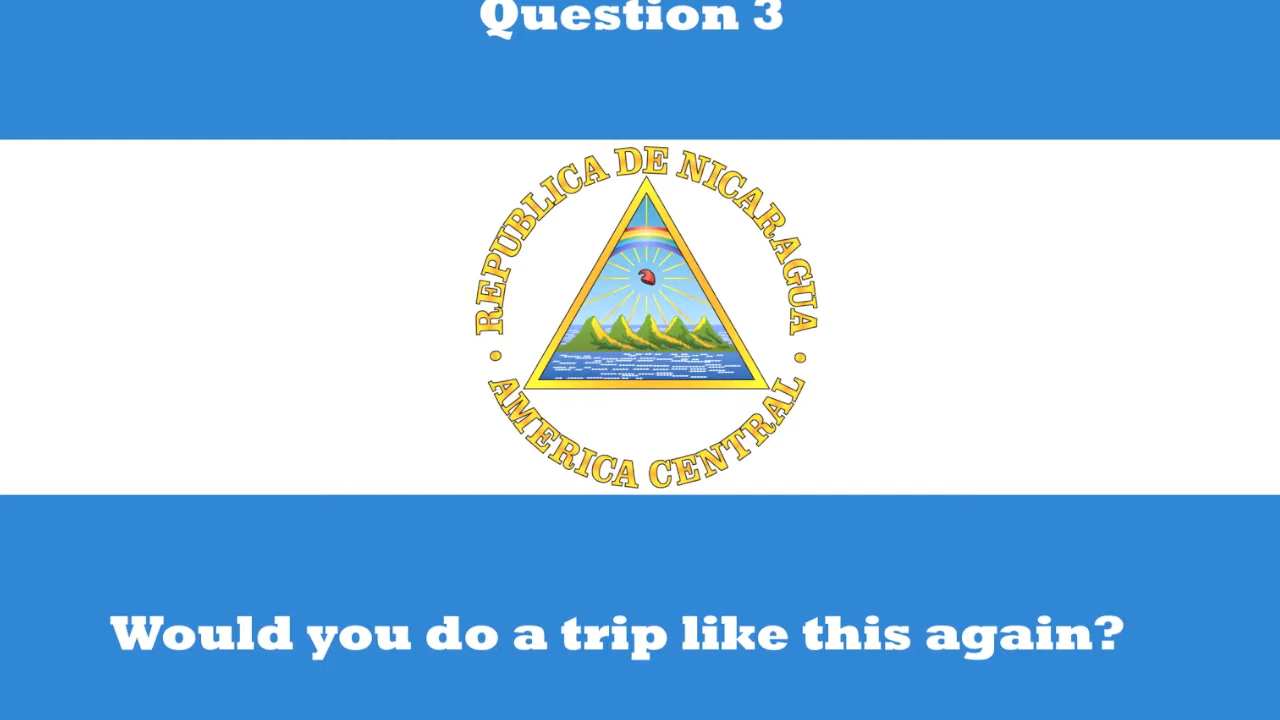 Question 3
REPUBLICA DE NICARAGUA
AMERICA CENTRAL
Would you do a trip like this again?